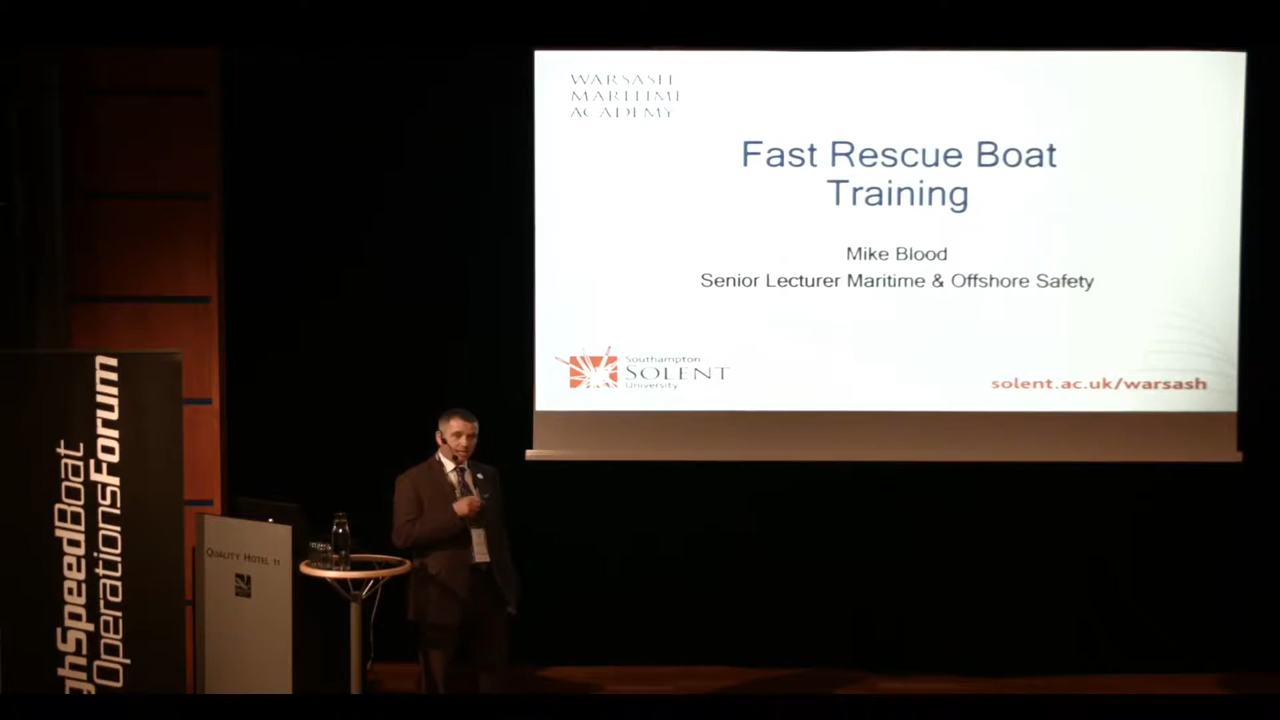 WARSASH
MARITIME
ACADEMY
Fast Rescue Boat
Training
Mike Blood
Senior Lecturer Maritime & Offshore Safety
Southampton
SOLENT
University
solent.ac.uk/warsash
ghSpeedBoat
OperationsForum
QUALITY HOTEL 11